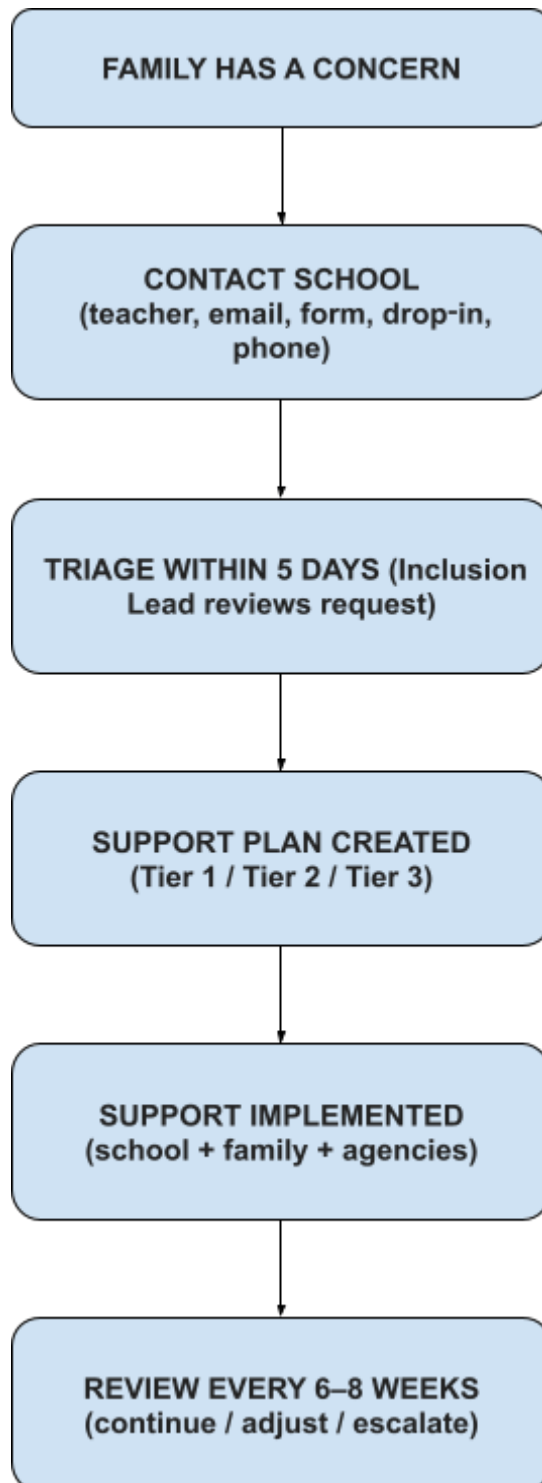 FAMILY HAS A CONCERN
CONTACT SCHOOL
(teacher, email, form, drop-in,
phone)
TRIAGE WITHIN 5 DAYS (Inclusion
Lead reviews request)
SUPPORT PLAN CREATED
(Tier 1 / Tier 2 / Tier 3)
SUPPORT IMPLEMENTED
(school + family + agencies)
REVIEW EVERY 6–8 WEEKS
(continue / adjust / escalate)